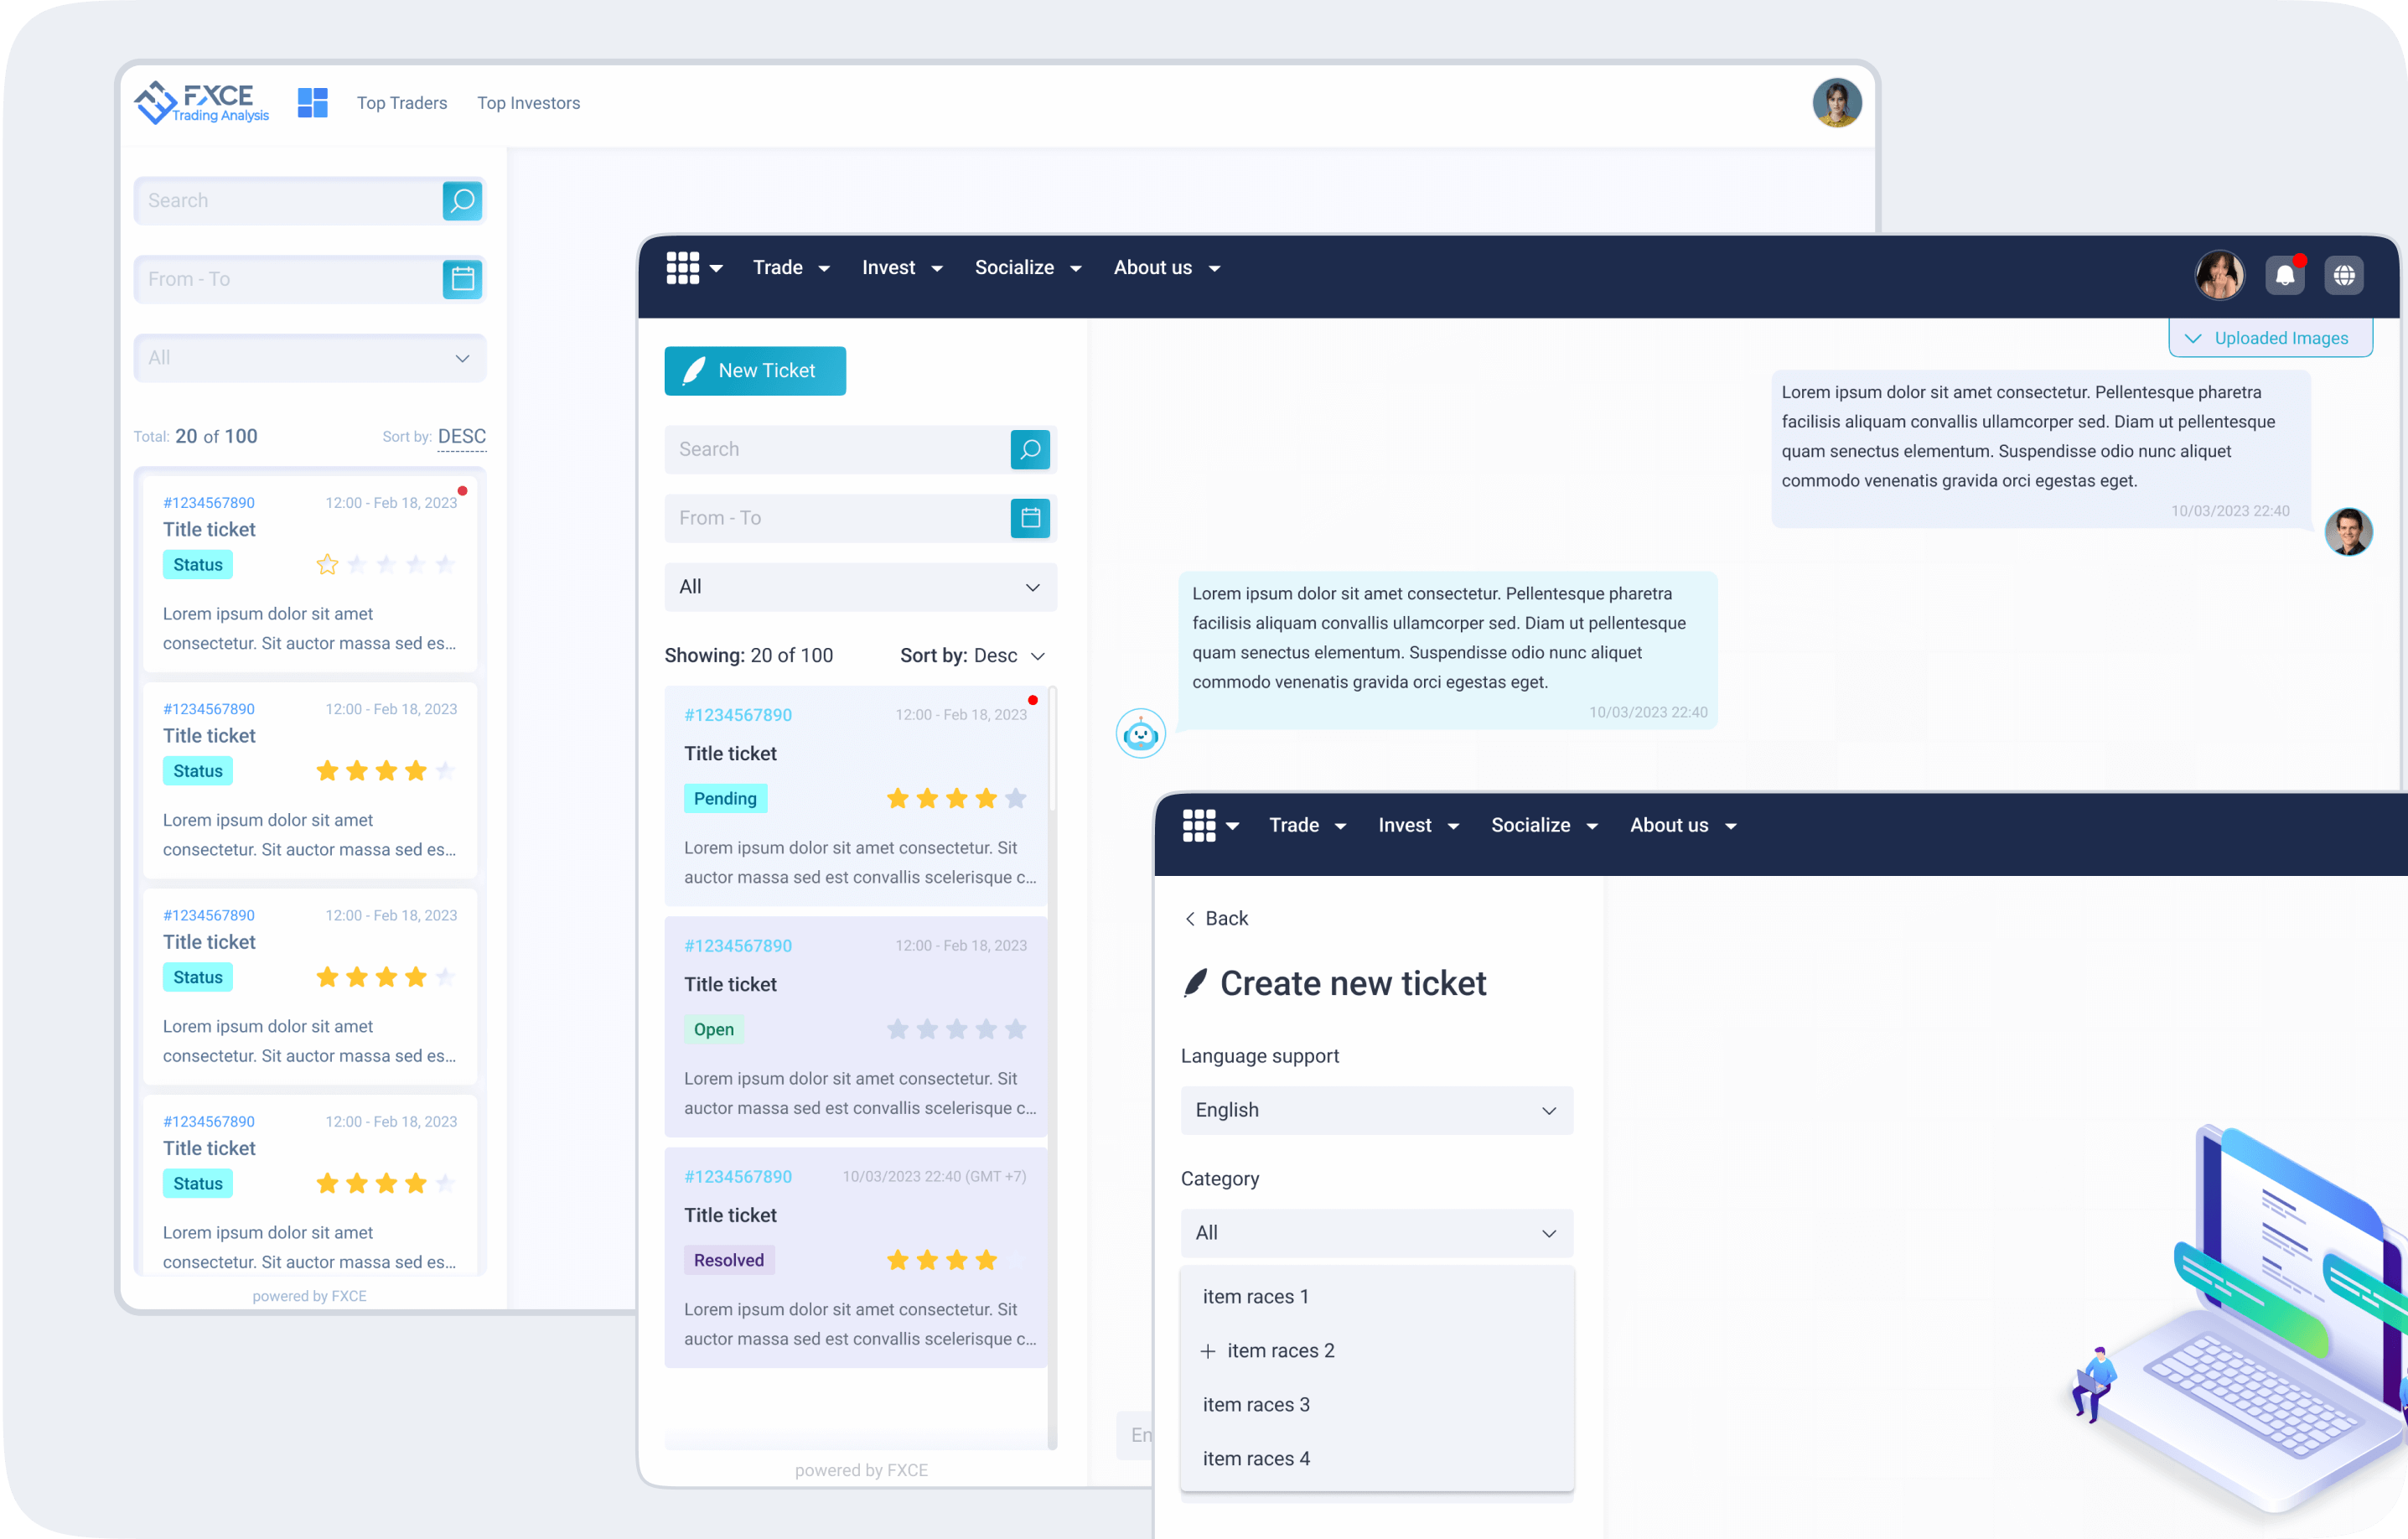 FXCE
Trading Analysis
Top Traders
Top Investors
Search
From - To
All
Total: 20 of 100
Sort by: DESC
#1234567890
12:00 - Feb 18, 2023
Title ticket
Status
Lorem ipsum dolor sit amet
consectetur. Sit auctor massa sed es...
#1234567890
12:00 - Feb 18, 2023
Title ticket
Status
Lorem ipsum dolor sit amet
consectetur. Sit auctor massa sed es...
#1234567890
12:00 - Feb 18, 2023
Title ticket
Status
Lorem ipsum dolor sit amet
consectetur. Sit auctor massa sed es...
#1234567890
12:00 - Feb 18, 2023
Title ticket
Status
Lorem ipsum dolor sit amet
consectetur. Sit auctor massa sed es...
powered by FXCE
Trade
Invest
Socialize
About us
New Ticket
Search
From - To
All
Showing: 20 of 100
Sort by: Desc
#1234567890
12:00 - Feb 18, 2023
Title ticket
Pending
Lorem ipsum dolor sit amet consectetur. Sit
auctor massa sed est convallis scelerisque c...
#1234567890
12:00 - Feb 18, 2023
Title ticket
Open
Lorem ipsum dolor sit amet consectetur. Sit
auctor massa sed est convallis scelerisque c...
#1234567890
10/03/2023 22:40 (GMT +7)
Title ticket
Resolved
Lorem ipsum dolor sit amet consectetur. Sit
auctor massa sed est convallis scelerisque c...
powered by FXCE
Uploaded Images
Lorem ipsum dolor sit amet consectetur. Pellentesque pharetra
facilisis aliquam convallis ullamcorper sed. Diam ut pellentesque
quam senectus elementum. Suspendisse odio nunc aliquet
commodo venenatis gravida orci egestas eget.
10/03/2023 22:40
Lorem ipsum dolor sit amet consectetur. Pellentesque pharetra
facilisis aliquam convallis ullamcorper sed. Diam ut pellentesque
quam senectus elementum. Suspendisse odio nunc aliquet
commodo venenatis gravida orci egestas eget.
10/03/2023 22:40
En
Trade
Invest
Socialize
About us
Back
Create new ticket
Language support
English
Category
All
item races 1
+ item races 2
item races 3
item races 4